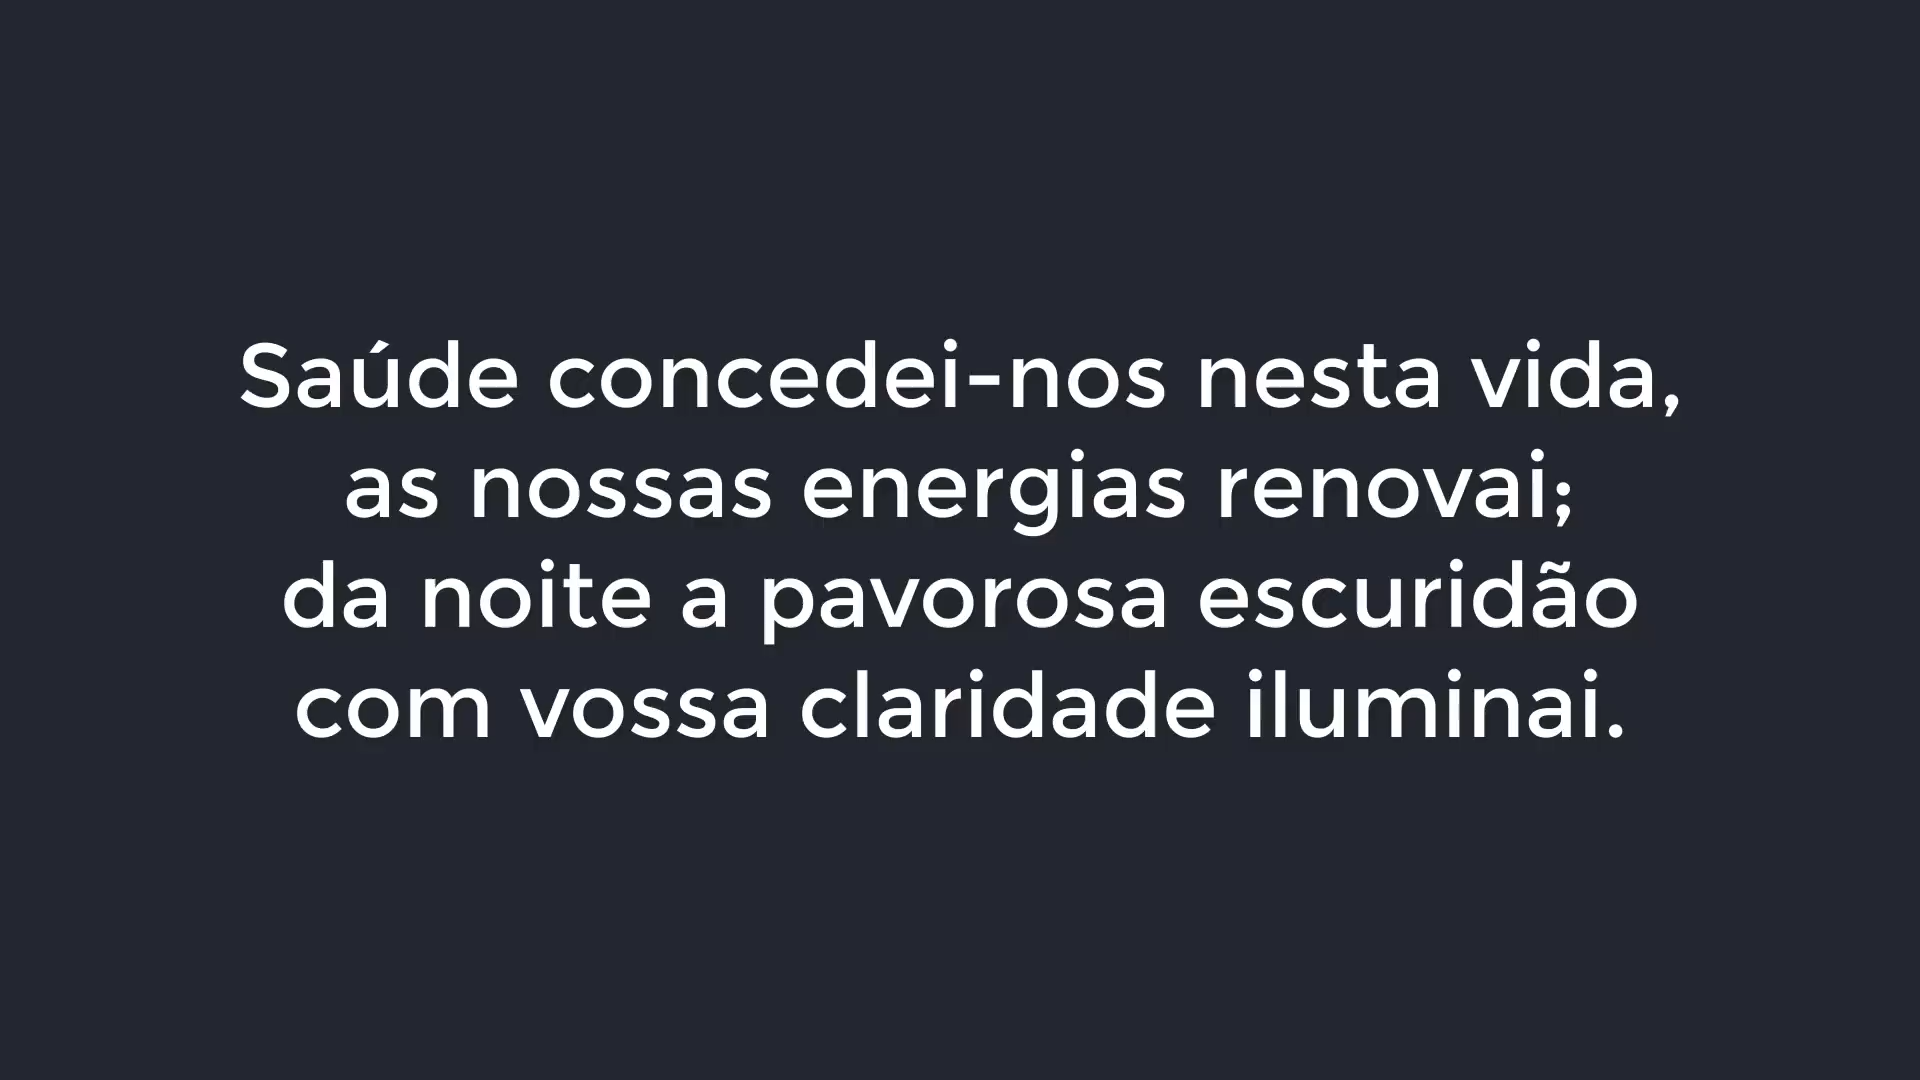 Saúde concedei-nos nesta vida,
as nossas energias renovai;
da noite a pavorosa escuridão
com vossa claridade iluminai.